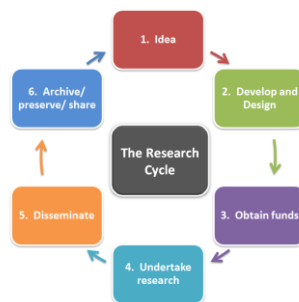 1. Idea
2. Develop and
Design
3. Obtain funds
4. Undertake
research
5. Disseminate
6. Archive/
preserve/ share
The Research
Cycle